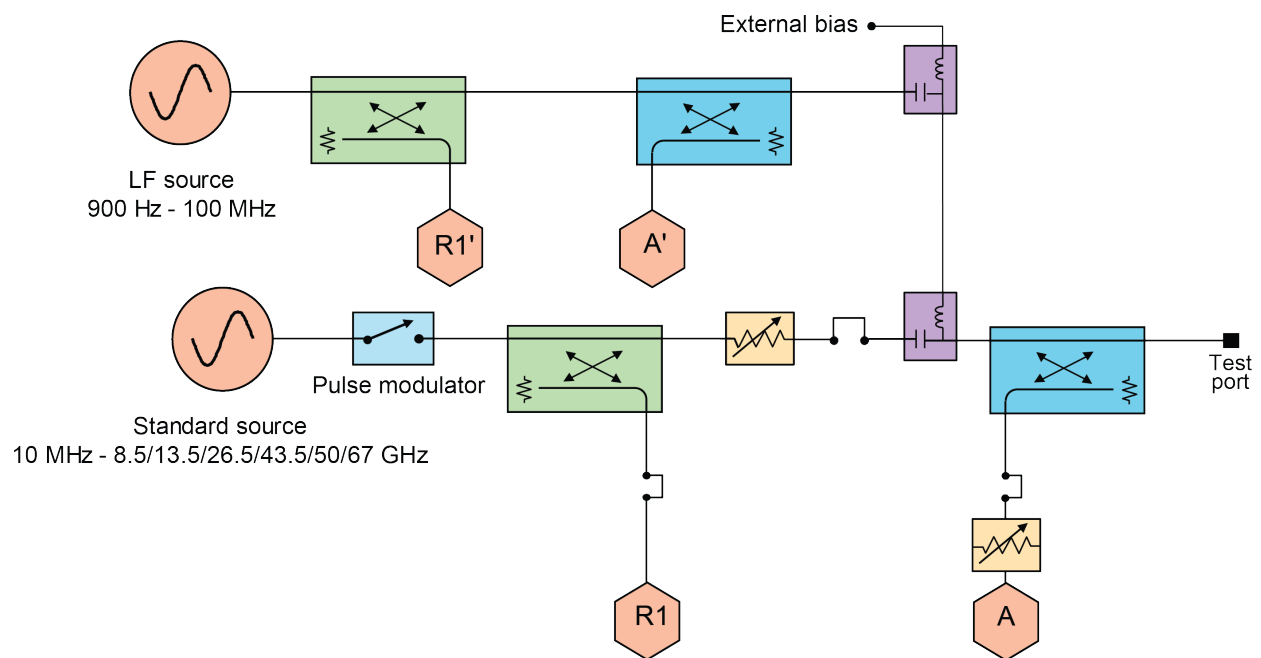 External bias
LF source
900 Hz - 100 MHz
R1'
A'
Pulse modulator
Test
port
Standard source
10 MHz - 8.5/13.5/26.5/43.5/50/67 GHz
R1
A